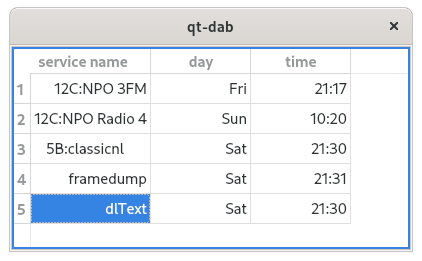 qt-dab ×
service name day time
1 12C:NPO 3FM Fri 21:17
2 12C:NPO Radio 4 Sun 10:20
3 5B:classicnl Sat 21:30
4 framedump Sat 21:31
5 dlText Sat 21:30